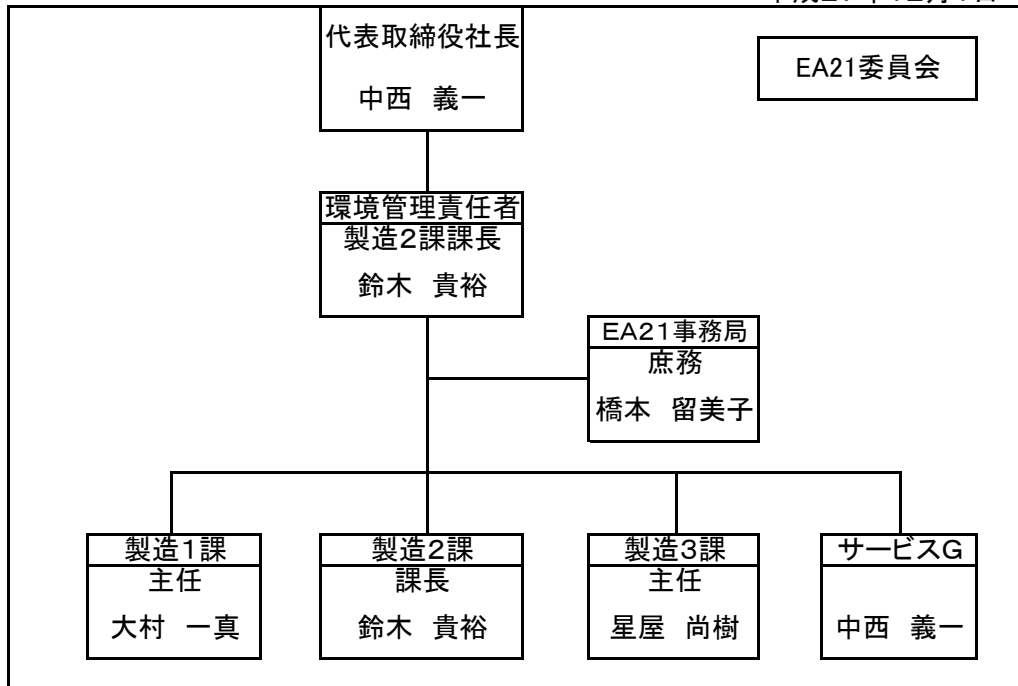 代表取締役社長
中西 義一
EA21委員会
環境管理責任者
製造2課課長
鈴木 貴裕
EA21事務局
庶務
橋本 留美子
製造1課
主任
大村 一真
製造2課
課長
鈴木 貴裕
製造3課
主任
星屋 尚樹
サービスG
中西 義一